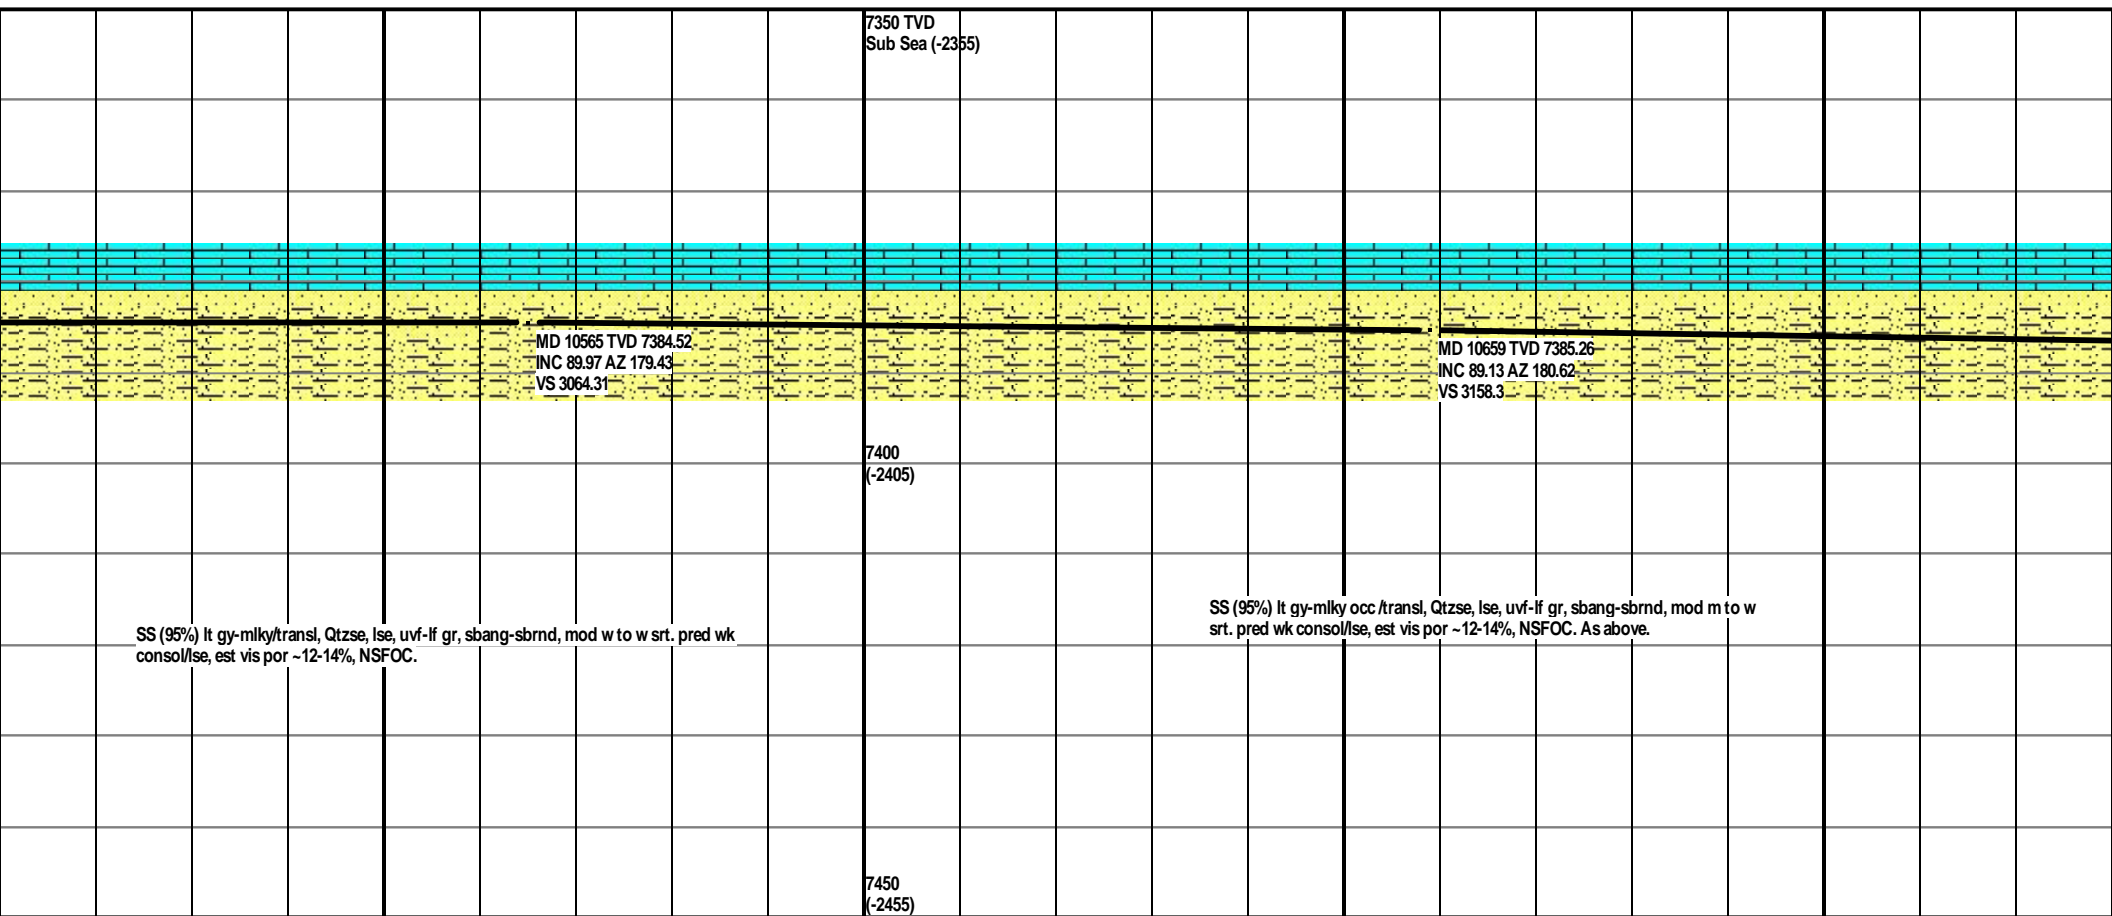 7350 TVD
Sub Sea (-2355)
MD 10565 TVD 7384.52
INC 89.97 AZ 179.43
VS 3064.31
MD 10659 TVD 7385.26
INC 89.13 AZ 180.62
VS 3158.3
7400
(-2405)
SS (95%) lt gy-mlky/transl, Qtzse, lse, uvf-lf gr, sbang-sbrnd, mod w to w srt. pred wk
consol/lse, est vis por ~12-14%, NSFOC.
SS (95%) lt gy-mlky occ /transl, Qtzse, lse, uvf-lf gr, sbang-sbrnd, mod m to w
srt. pred wk consol/lse, est vis por ~12-14%, NSFOC. As above.
7450
(-2455)